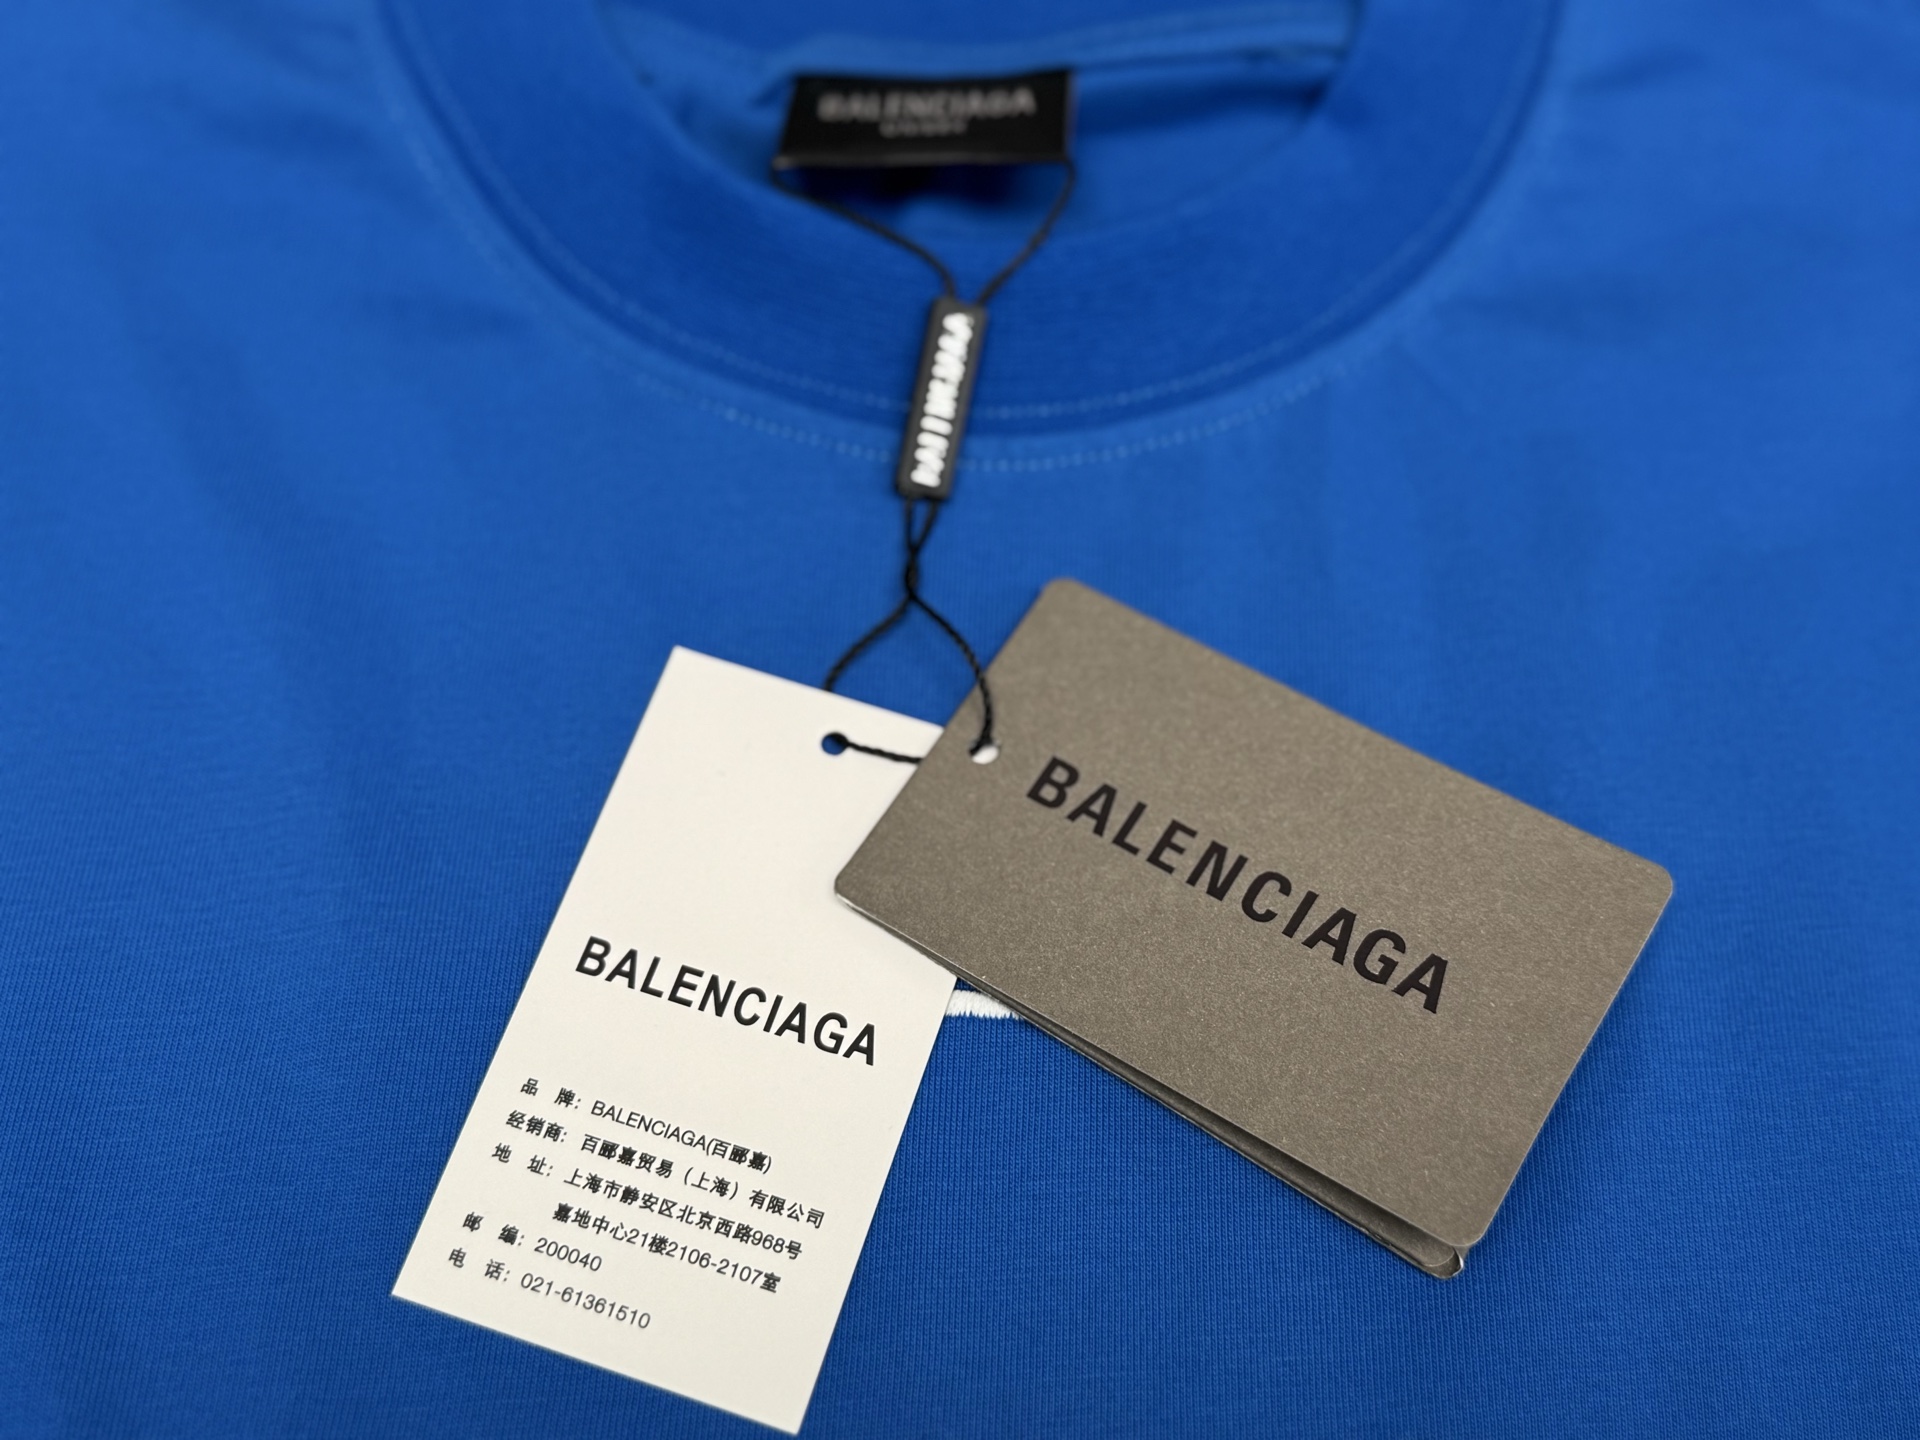 BALENCIAGA
BALENCIAGA
BALENCIAGA
品 牌：BALENCIAGA(百郦嘉)
经销商：百郦嘉贸易（上海）有限公司
地 址：上海市静安区北京西路968号
嘉地中心21楼2106-2107室
邮 编：200040
电 话：021-61361510